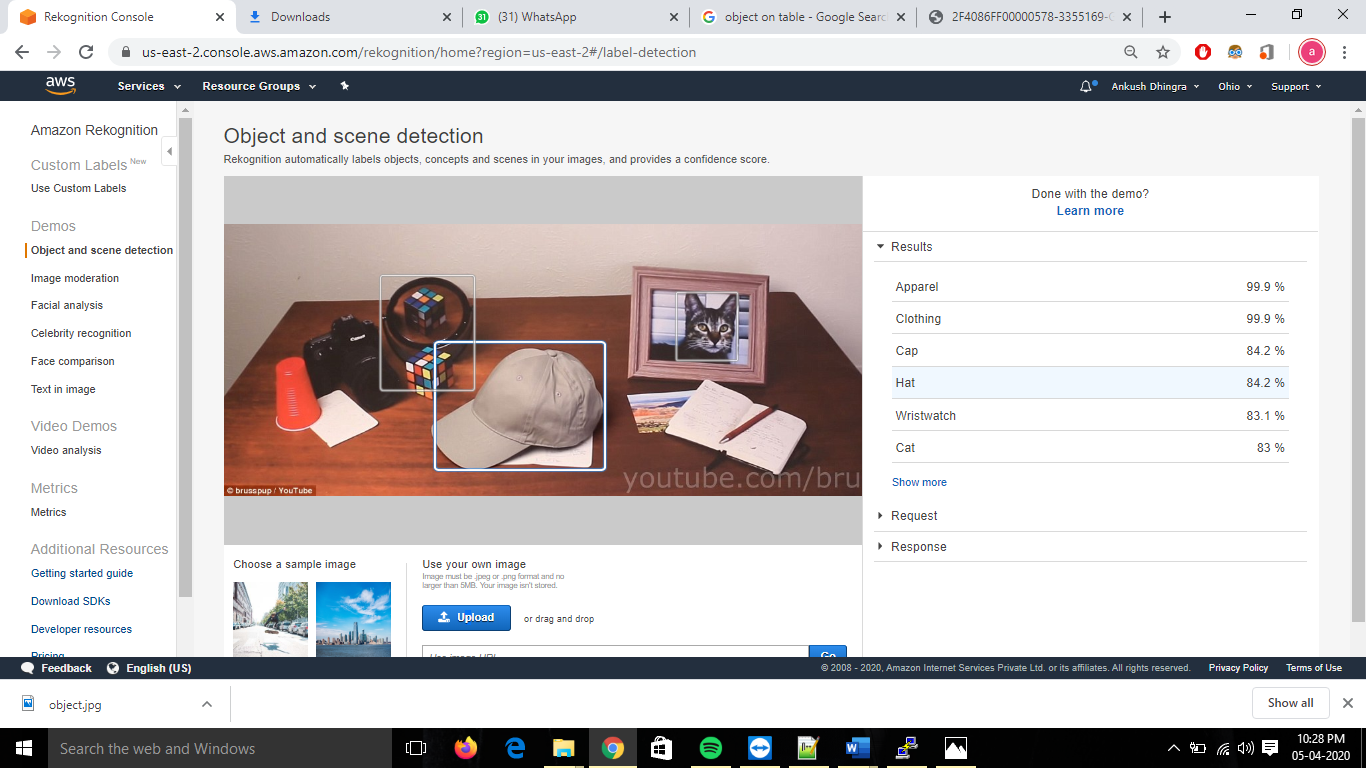 Rekognition Console
Downloads
(31) WhatsApp
object on table - Google Searc
2F4086FF00000578-3355169-C
us-east-2.console.aws.amazon.com/rekognition/home?region=us-east-2#/label-detection
a
aws
Services
Resource Groups
Ankush Dhingra
Ohio
Support
Amazon Rekognition
Custom Labels New
Use Custom Labels
Demos
Object and scene detection
Image moderation
Facial analysis
Celebrity recognition
Face comparison
Text in image
Video Demos
Video analysis
Metrics
Metrics
Additional Resources
Getting started guide
Download SDKs
Developer resources
Pricing
Object and scene detection
Rekognition automatically labels objects, concepts and scenes in your images, and provides a confidence score.
youtube.com/bru
© brusspup / YouTube
Choose a sample image
Use your own image
Image must be .jpeg or .png format and no
larger than 5MB. Your image isn't stored.
Upload
or drag and drop
Use image URL
Go
Done with the demo?
Learn more
Results
Apparel 99.9 %
Clothing 99.9 %
Cap 84.2 %
Hat 84.2 %
Wristwatch 83.1 %
Cat 83 %
Show more
Request
Response
Feedback
English (US)
© 2008 - 2020, Amazon Internet Services Private Ltd. or its affiliates. All rights reserved.
Privacy Policy
Terms of Use
object.jpg
Show all
Search the web and Windows
10:28 PM
05-04-2020